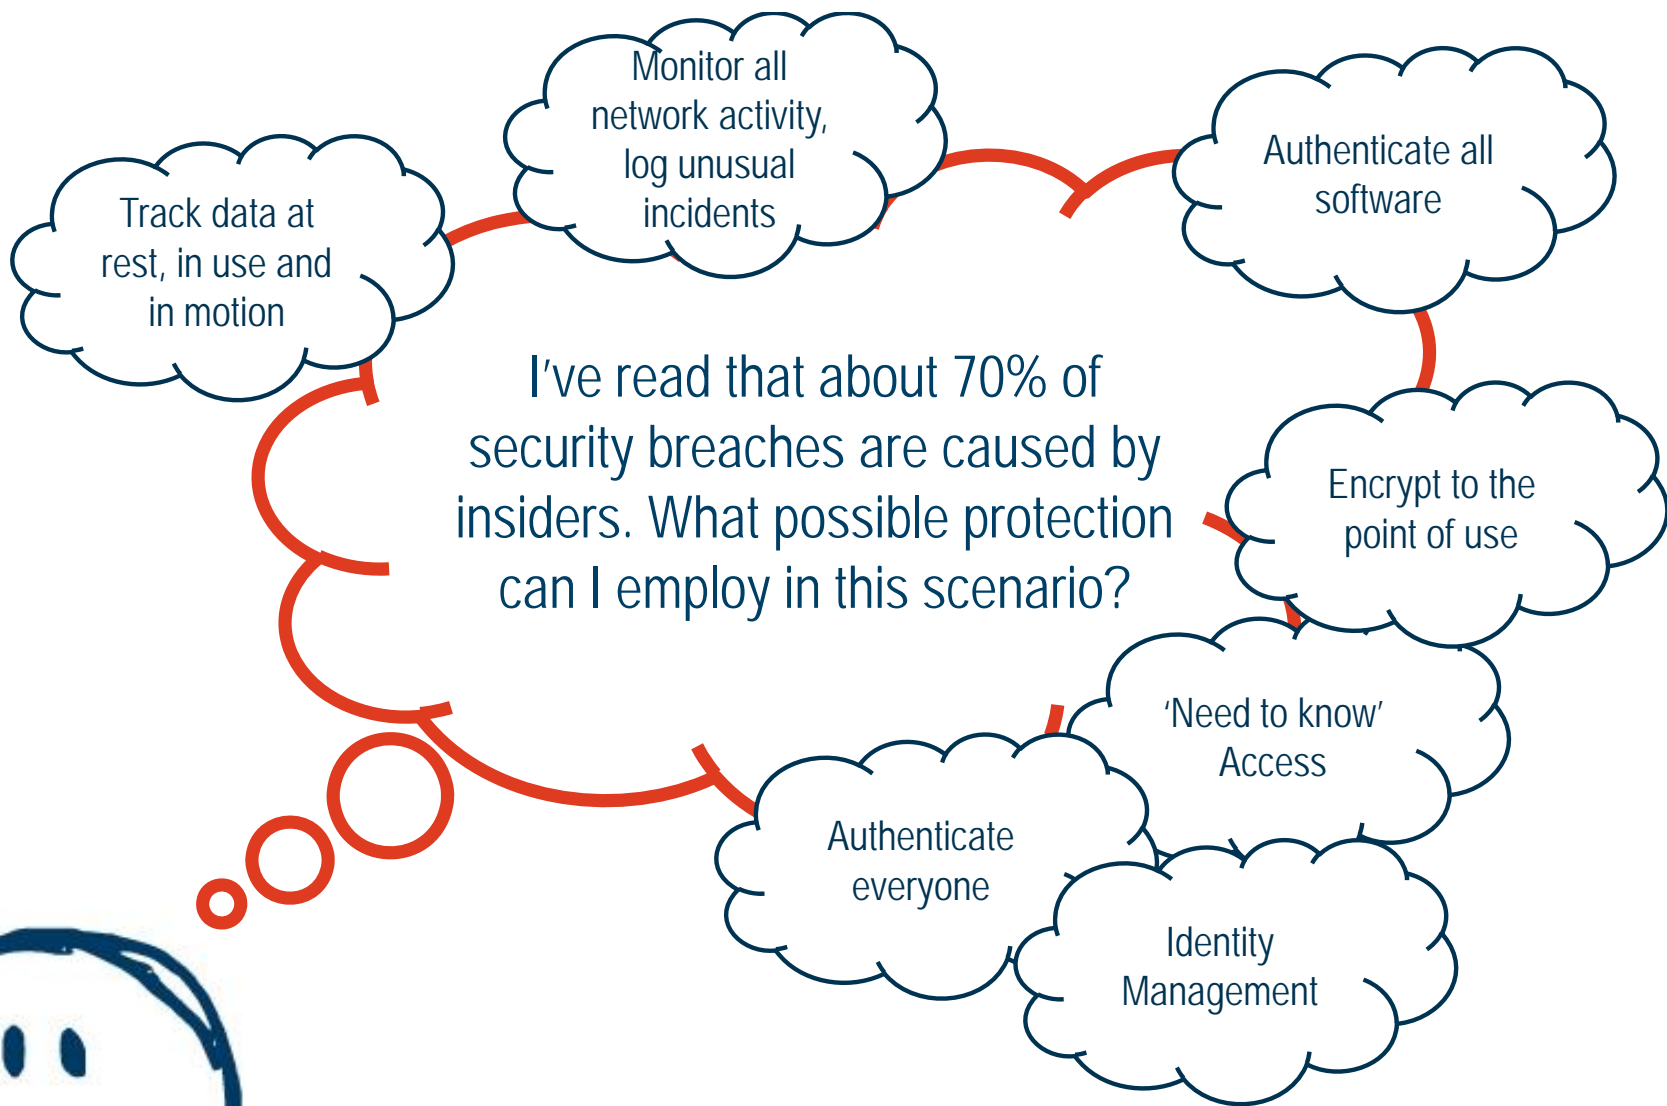 Monitor all
network activity,
log unusual
incidents
Authenticate all
software
Track data at
rest, in use and
in motion
I've read that about 70% of
security breaches are caused by
insiders. What possible protection
can I employ in this scenario?
Encrypt to the
point of use
‘Need to know’
Access
Authenticate
everyone
Identity
Management